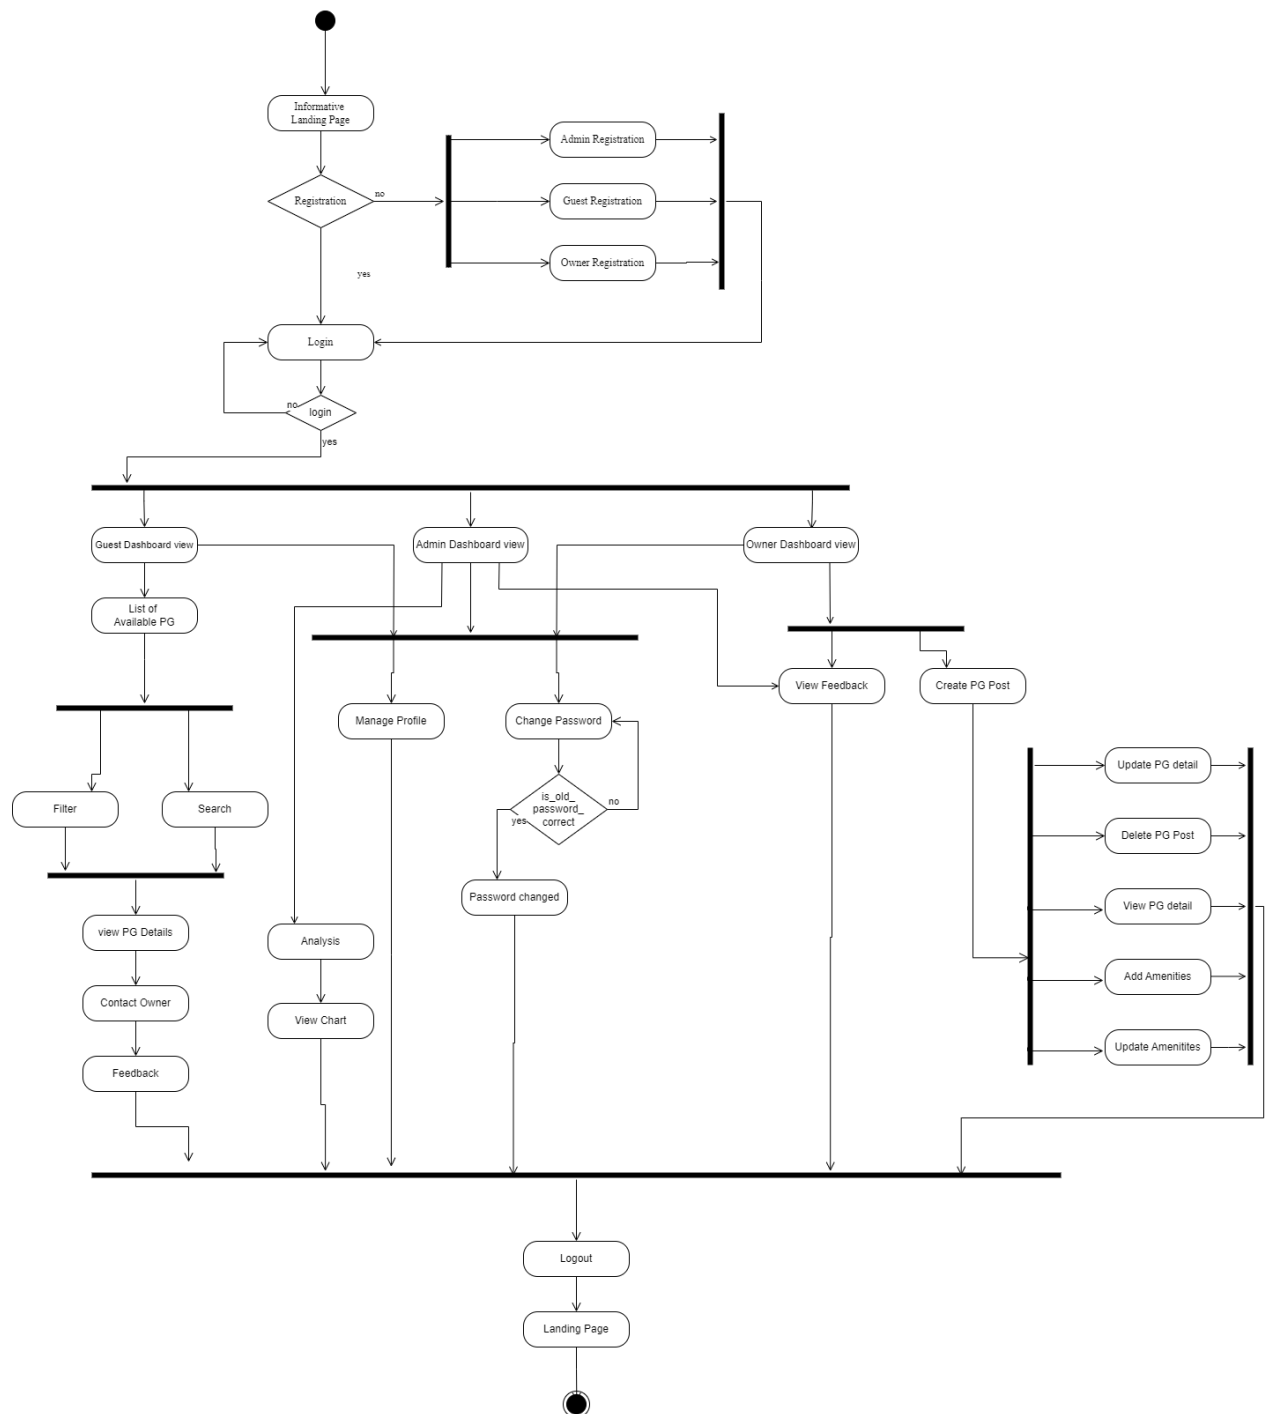 Informative
Landing Page
Admin Registration
Registration
no
Guest Registration
Owner Registration
yes
Login
no
login
yes
Guest Dashboard view
Admin Dashboard view
Owner Dashboard view
List of
Available PG
View Feedback
Create PG Post
Manage Profile
Change Password
Update PG detail
Filter
Search
is_old_
password_
correct
no
yes
Delete PG Post
Password changed
View PG detail
view PG Details
Analysis
Add Amenities
Contact Owner
View Chart
Update Amenitites
Feedback
Logout
Landing Page